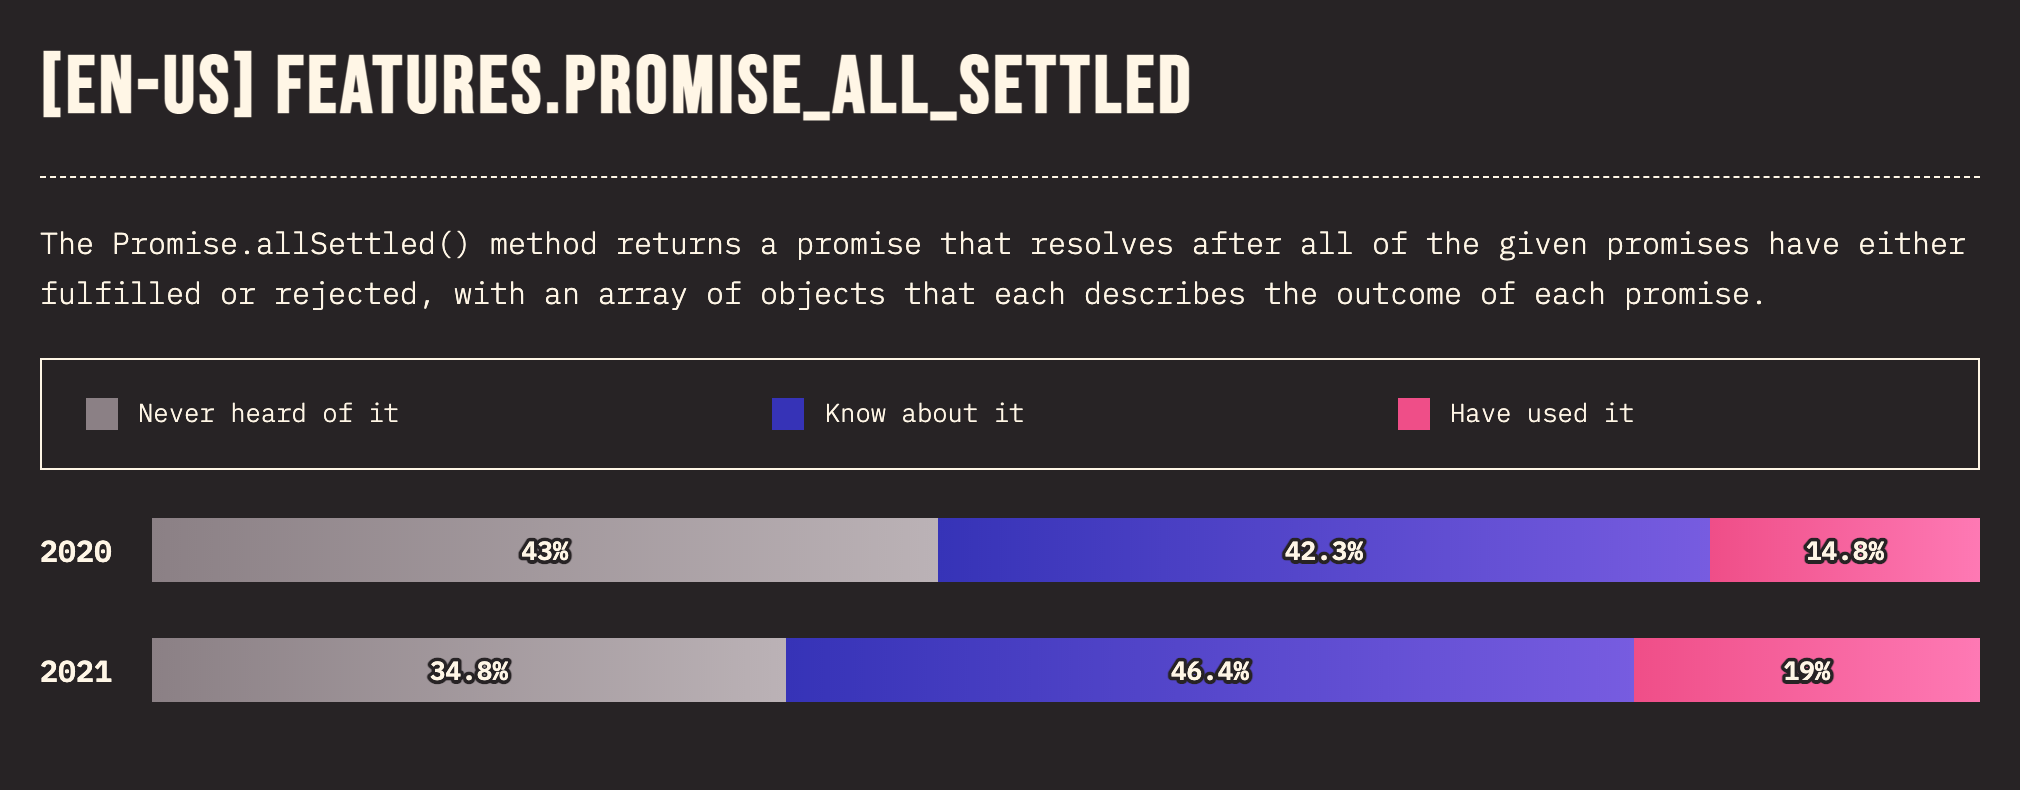 [EN-US] FEATURES.PROMISE_ALL_SETTLED
The Promise.allSettled() method returns a promise that resolves after all of the given promises have either
fulfilled or rejected, with an array of objects that each describes the outcome of each promise.
Never heard of it Know about it Have used it
2020 43% 42.3% 14.8%
2021 34.8% 46.4% 19%